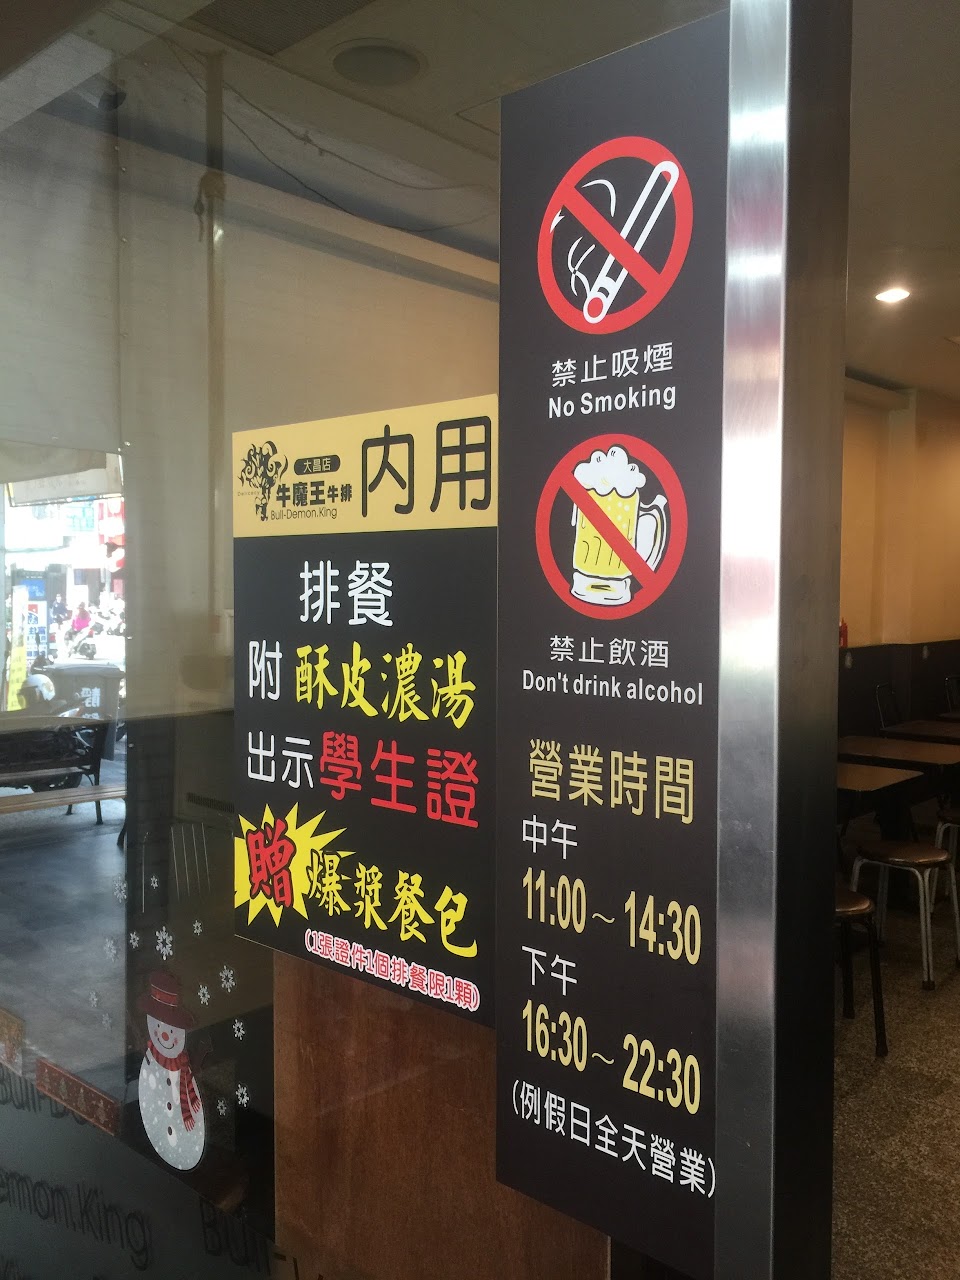 禁止吸煙
No Smoking
禁止飲酒
Don't drink alcohol
營業時間
中午
11:00～14:30
下午
16:30～22:30
(例假日全天營業)
大昌店
牛魔王牛排
Bull-Demon.King
內用
排餐
附酥皮濃湯
出示學生證
贈爆漿餐包
(1張證件1個排餐限1顆)
emon.King
Bull